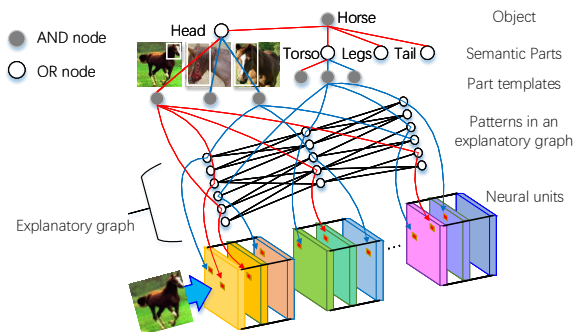 Horse
Object
Head
AND node
Torso
Legs
Tail
Semantic Parts
OR node
Part templates
Patterns in an
explanatory graph
Neural units
Explanatory graph
...